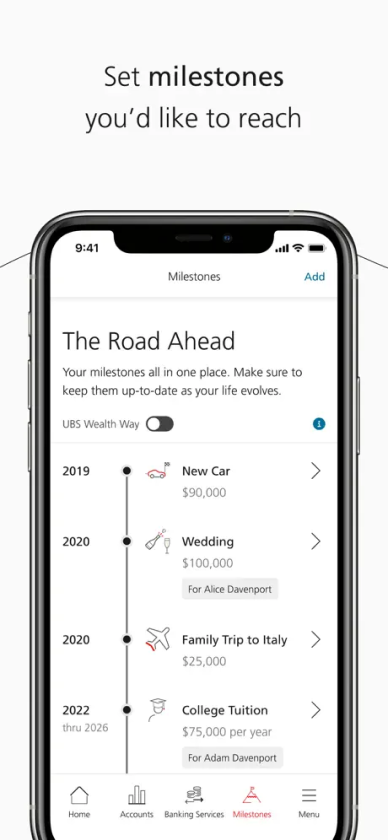 Set milestones
you’d like to reach
9:41
Milestones
Add
The Road Ahead
Your milestones all in one place. Make sure to
keep them up-to-date as your life evolves.
UBS Wealth Way
i
2019
New Car
$90,000
2020
Wedding
$100,000
For Alice Davenport
2020
Family Trip to Italy
$25,000
2022
thru 2026
College Tuition
$75,000 per year
For Adam Davenport
Home
Accounts
Banking Services
Milestones
Menu